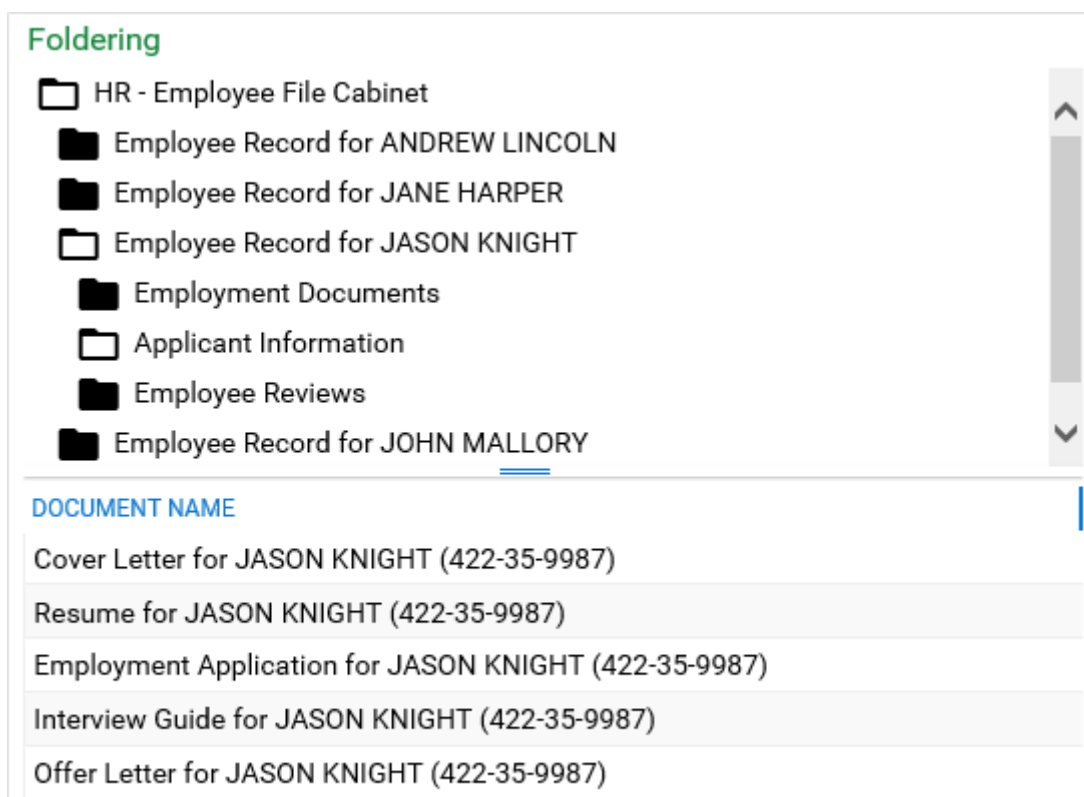 Foldering
HR - Employee File Cabinet
Employee Record for ANDREW LINCOLN
Employee Record for JANE HARPER
Employee Record for JASON KNIGHT
Employment Documents
Applicant Information
Employee Reviews
Employee Record for JOHN MALLORY
DOCUMENT NAME
Cover Letter for JASON KNIGHT (422-35-9987)
Resume for JASON KNIGHT (422-35-9987)
Employment Application for JASON KNIGHT (422-35-9987)
Interview Guide for JASON KNIGHT (422-35-9987)
Offer Letter for JASON KNIGHT (422-35-9987)